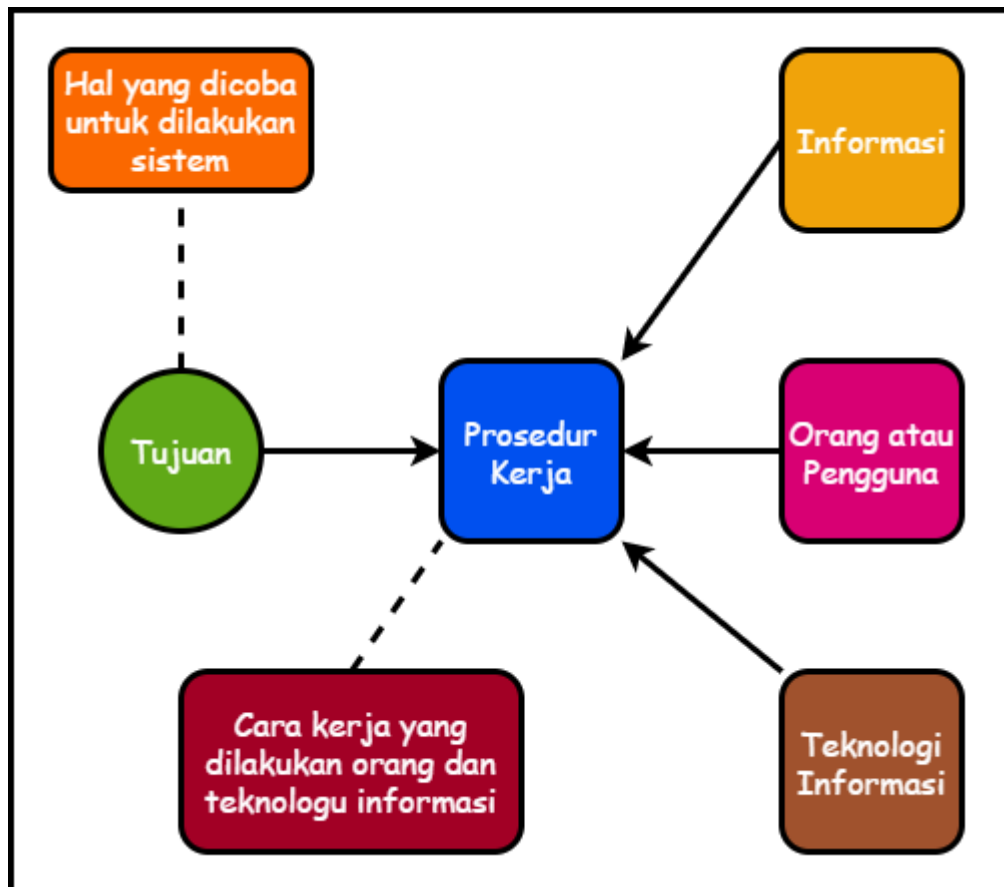 Hal yang dicoba
untuk dilakukan
sistem
Informasi
Tujuan
Prosedur
Kerja
Orang atau
Pengguna
Cara kerja yang
dilakukan orang dan
teknologu informasi
Teknologi
Informasi